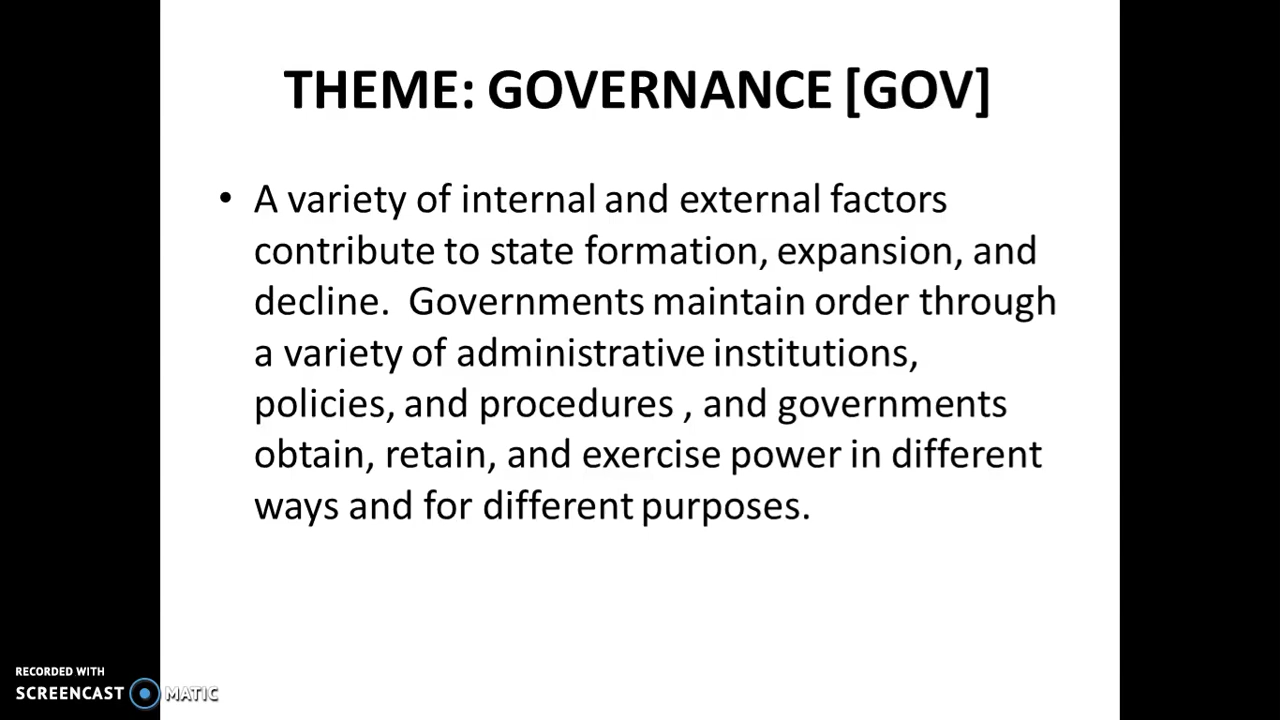 THEME: GOVERNANCE [GOV]
• A variety of internal and external factors
contribute to state formation, expansion, and
decline.  Governments maintain order through
a variety of administrative institutions,
policies, and procedures , and governments
obtain, retain, and exercise power in different
ways and for different purposes.
RECORDED WITH
SCREENCAST MATIC